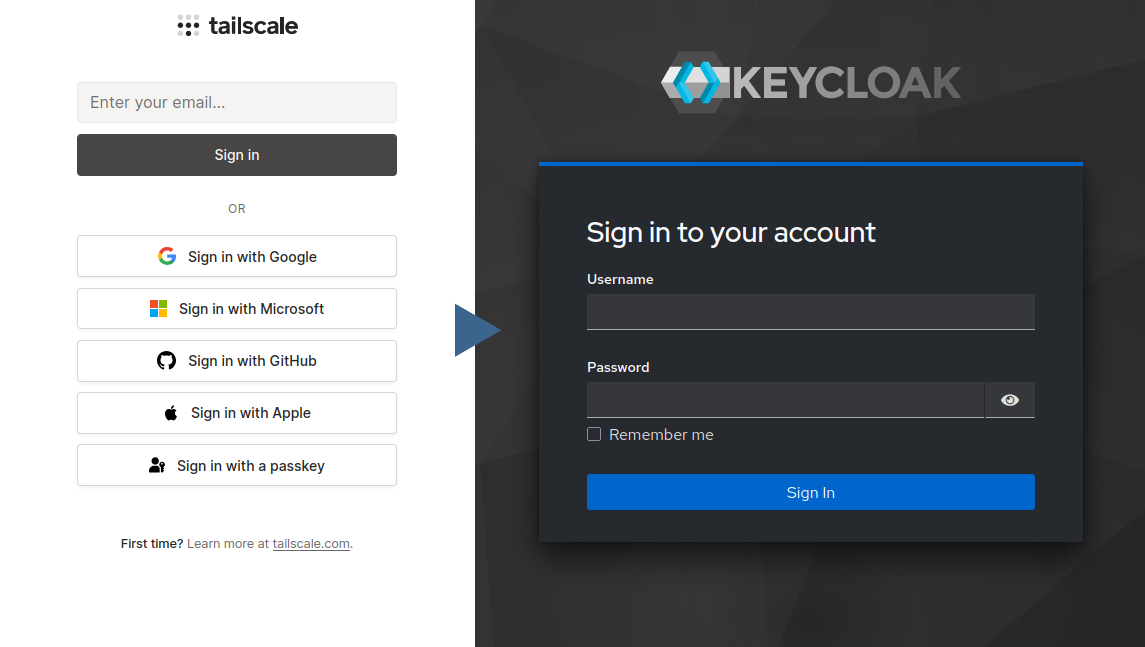 tailscale
Enter your email...
Sign in
OR
Sign in with Google
Sign in with Microsoft
Sign in with GitHub
Sign in with Apple
Sign in with a passkey
First time? Learn more at tailscale.com.
KEYCLOAK
Sign in to your account
Username
Password
Remember me
Sign In